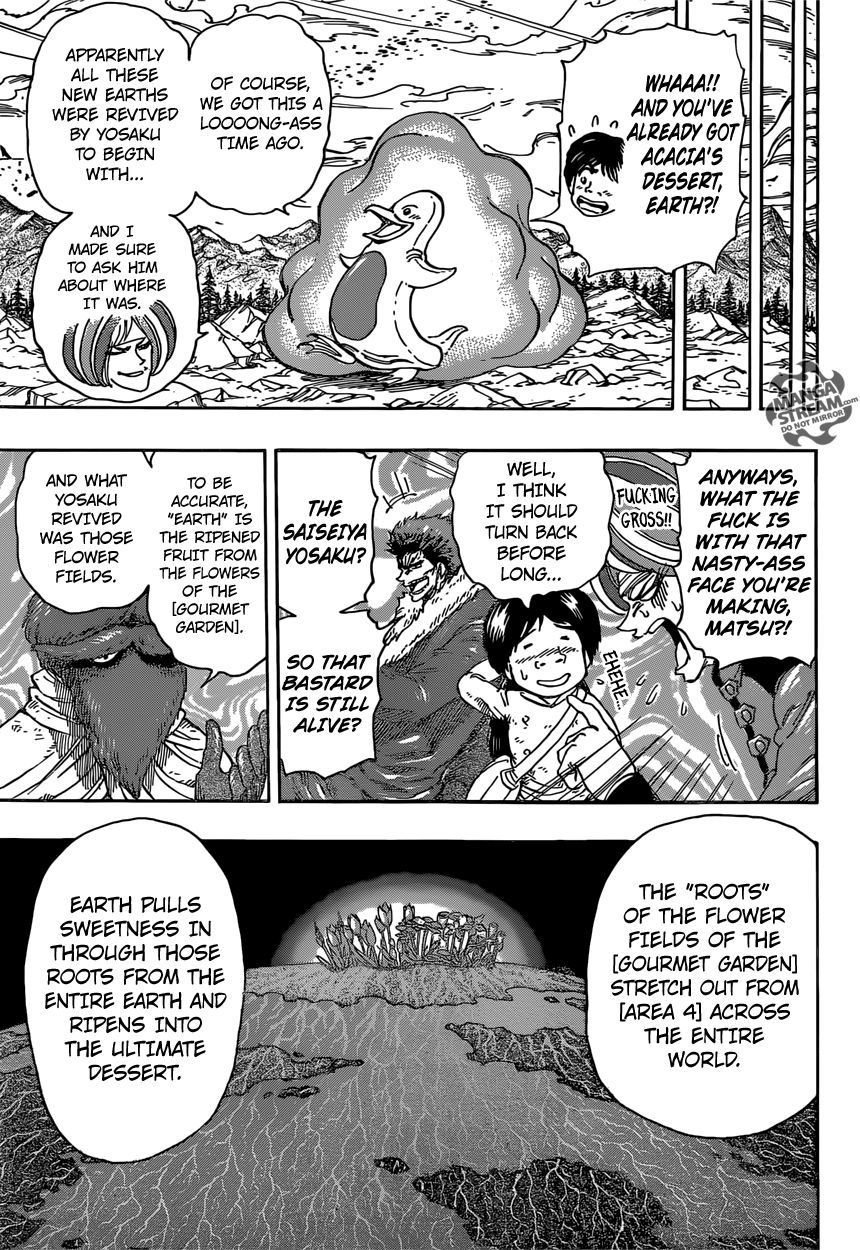 WHAAA!!
AND YOU'VE
ALREADY GOT
ACACIA'S
DESSERT,
EARTH?!
OF COURSE,
WE GOT THIS A
LOOOONG-ASS
TIME AGO.
APPARENTLY
ALL THESE
NEW EARTHS
WERE REVIVED
BY YOSAKU
TO BEGIN
WITH...
AND I
MADE SURE
TO ASK HIM
ABOUT WHERE
IT WAS.
MANGA
STREAM.com
DO NOT MIRROR
ANYWAYS,
WHAT THE
FUCK IS
WITH THAT
NASTY-ASS
FACE YOU'RE
MAKING,
MATSU?!
FUCKING
GROSS!!
WELL,
I THINK
IT SHOULD
TURN BACK
BEFORE
LONG...
EHEHE...
THE
SAISEIYA
YOSAKU?
SO THAT
BASTARD
IS STILL
ALIVE?
TO BE
ACCURATE,
"EARTH" IS
THE RIPENED
FRUIT FROM
THE FLOWERS
OF THE
[GOURMET
GARDEN].
AND WHAT
YOSAKU
REVIVED
WAS THOSE
FLOWER
FIELDS.
THE "ROOTS"
OF THE FLOWER
FIELDS OF THE
[GOURMET GARDEN]
STRETCH OUT FROM
[AREA 4] ACROSS
THE ENTIRE
WORLD.
EARTH PULLS
SWEETNESS IN
THROUGH THOSE
ROOTS FROM THE
ENTIRE EARTH AND
RIPENS INTO
THE ULTIMATE
DESSERT.